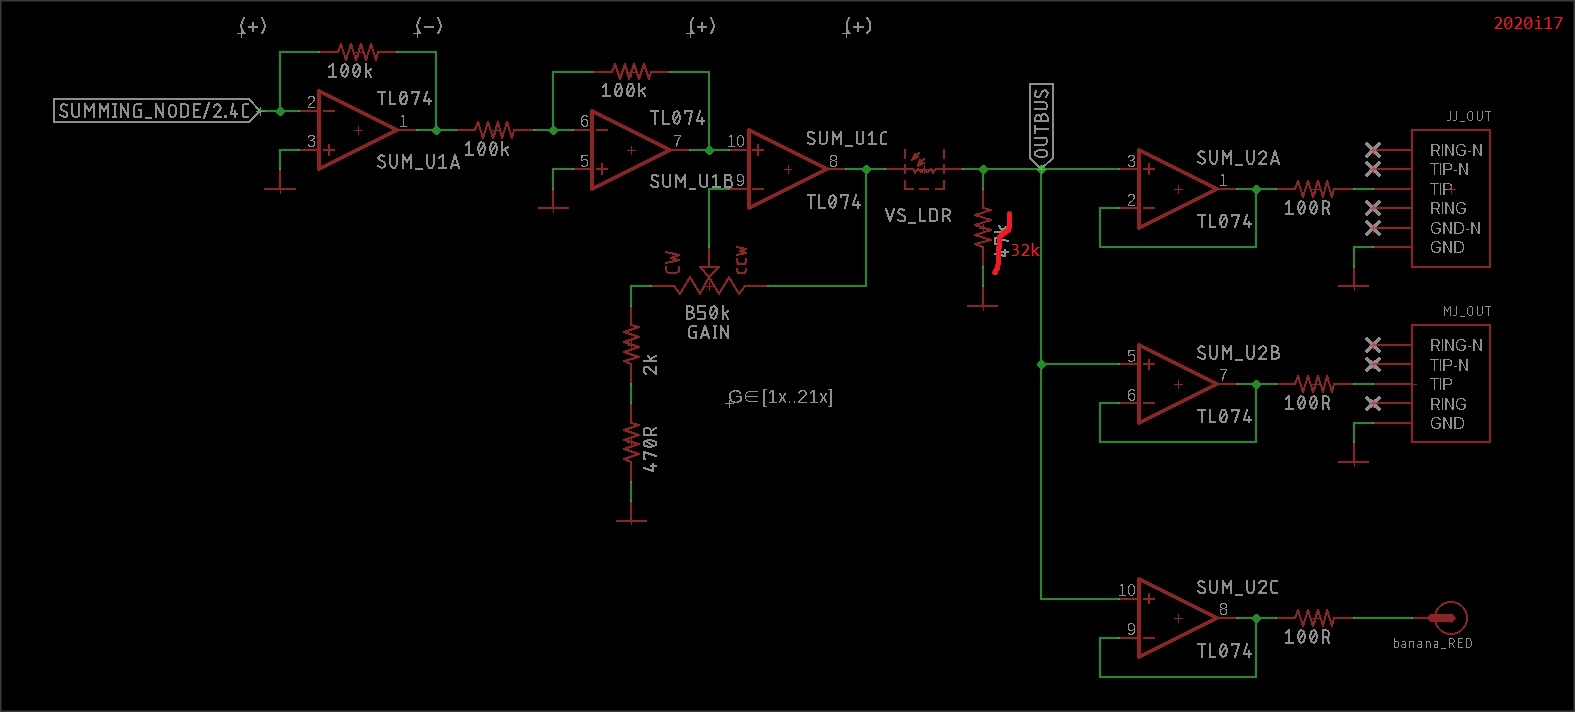 (+) (-) (+) (+) 2020i17
100k
SUMMING_NODE/2.4C
2 3 1
TL074
SUM_U1A
100k
100k
6 5 7
TL074
SUM_U1B
10 9 8
SUM_U1C
TL074
VS_LDR
CW CCW
B50k
GAIN
2k
470R
G∈[1x..21x]
47k
32k
OUTBUS
3 2 1
SUM_U2A
TL074
100R
JJ_OUT
RING-N
TIP-N
TIP
RING
GND-N
GND
5 6 7
SUM_U2B
TL074
100R
MJ_OUT
RING-N
TIP-N
TIP
RING
GND
10 9 8
SUM_U2C
TL074
100R
banana_RED